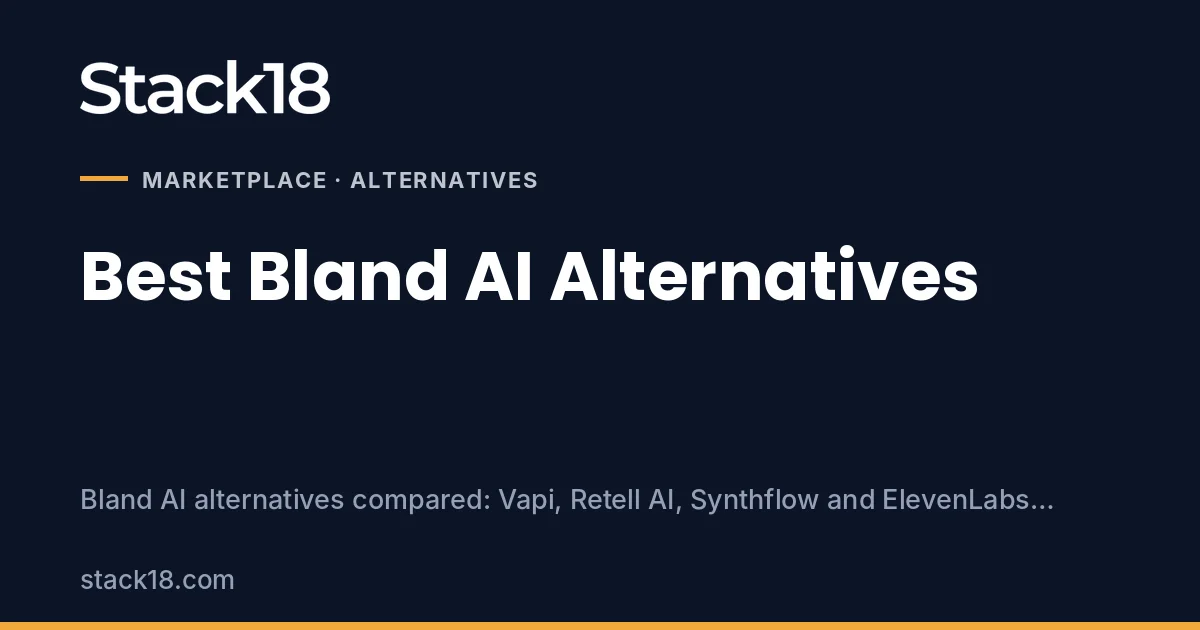 Stack18
MARKETPLACE · ALTERNATIVES
Best Bland AI Alternatives
Bland AI alternatives compared: Vapi, Retell AI, Synthflow and ElevenLabs...
stack18.com